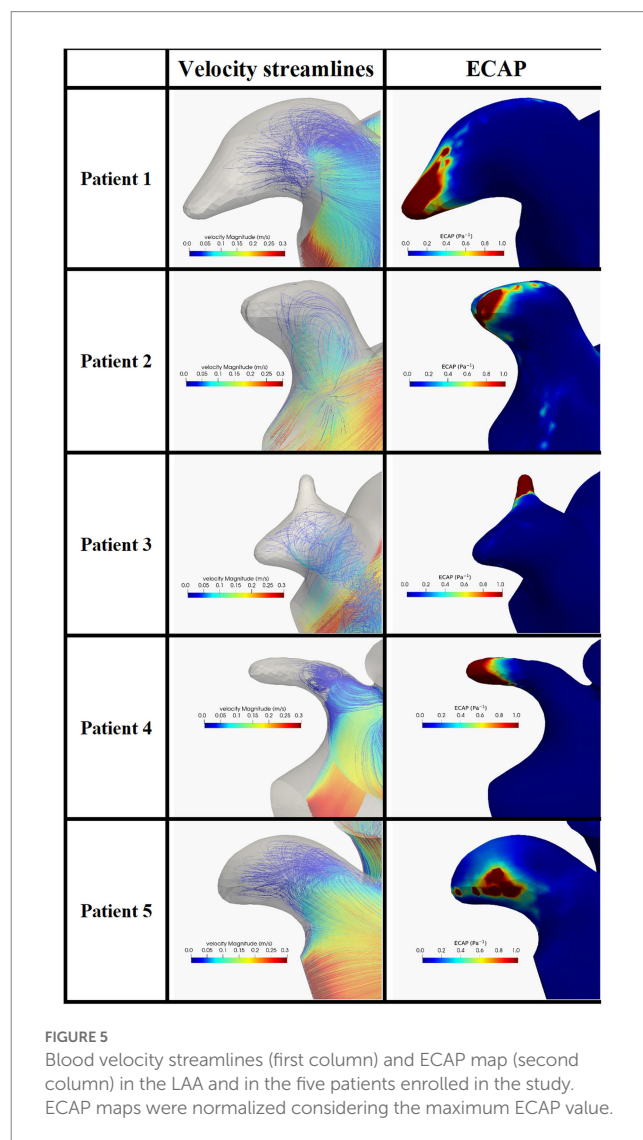 Velocity streamlines ECAP
Patient 1
velocity Magnitude (m/s)
0.0 0.05 0.1 0.15 0.2 0.25 0.3
ECAP (Pa⁻¹)
0.0 0.2 0.4 0.6 0.8 1.0
Patient 2
velocity Magnitude (m/s)
0.0 0.05 0.1 0.15 0.2 0.25 0.3
ECAP (Pa⁻¹)
0.0 0.2 0.4 0.6 0.8 1.0
Patient 3
velocity Magnitude (m/s)
0.0 0.05 0.1 0.15 0.2 0.25 0.3
ECAP (Pa⁻¹)
0.0 0.2 0.4 0.6 0.8 1.0
Patient 4
velocity Magnitude (m/s)
0.0 0.05 0.1 0.15 0.2 0.25 0.3
ECAP (Pa⁻¹)
0.0 0.2 0.4 0.6 0.8 1.0
Patient 5
velocity Magnitude (m/s)
0.0 0.05 0.1 0.15 0.2 0.25 0.3
ECAP (Pa⁻¹)
0.0 0.2 0.4 0.6 0.8 1.0
FIGURE 5
Blood velocity streamlines (first column) and ECAP map (second
column) in the LAA and in the five patients enrolled in the study.
ECAP maps were normalized considering the maximum ECAP value.